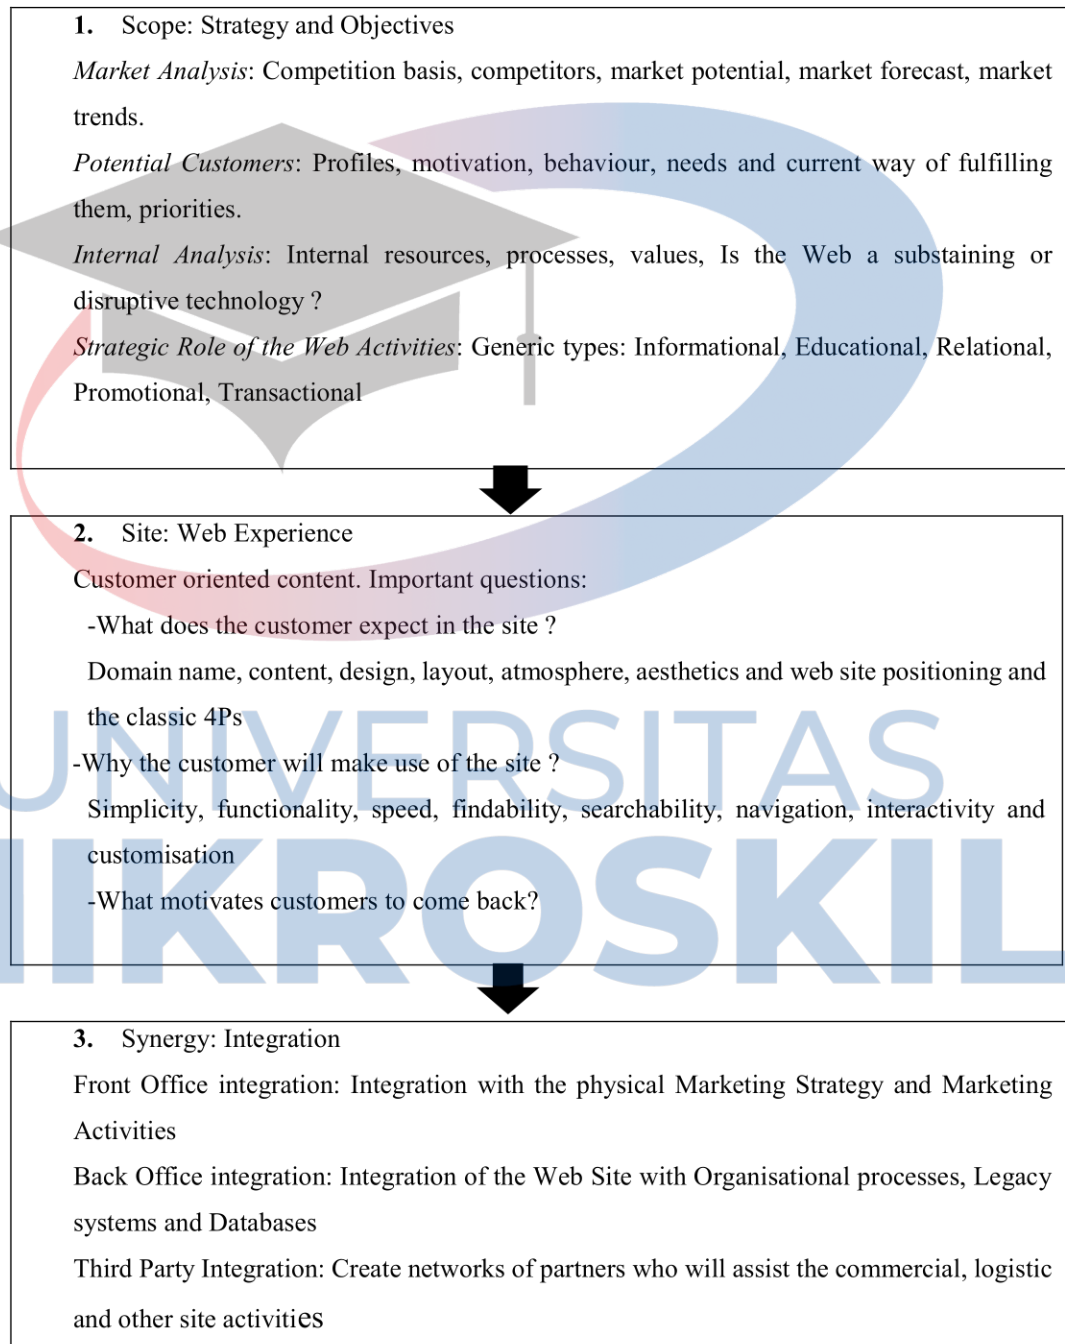 1. Scope: Strategy and Objectives
Market Analysis: Competition basis, competitors, market potential, market forecast, market
trends.
Potential Customers: Profiles, motivation, behaviour, needs and current way of fulfilling
them, priorities.
Internal Analysis: Internal resources, processes, values, Is the Web a substaining or
disruptive technology ?
Strategic Role of the Web Activities: Generic types: Informational, Educational, Relational,
Promotional, Transactional
2. Site: Web Experience
Customer oriented content. Important questions:
-What does the customer expect in the site ?
Domain name, content, design, layout, atmosphere, aesthetics and web site positioning and
the classic 4Ps
-Why the customer will make use of the site ?
Simplicity, functionality, speed, findability, searchability, navigation, interactivity and
customisation
-What motivates customers to come back?
UNIVERSITAS
MIKROSKIL
3. Synergy: Integration
Front Office integration: Integration with the physical Marketing Strategy and Marketing
Activities
Back Office integration: Integration of the Web Site with Organisational processes, Legacy
systems and Databases
Third Party Integration: Create networks of partners who will assist the commercial, logistic
and other site activities